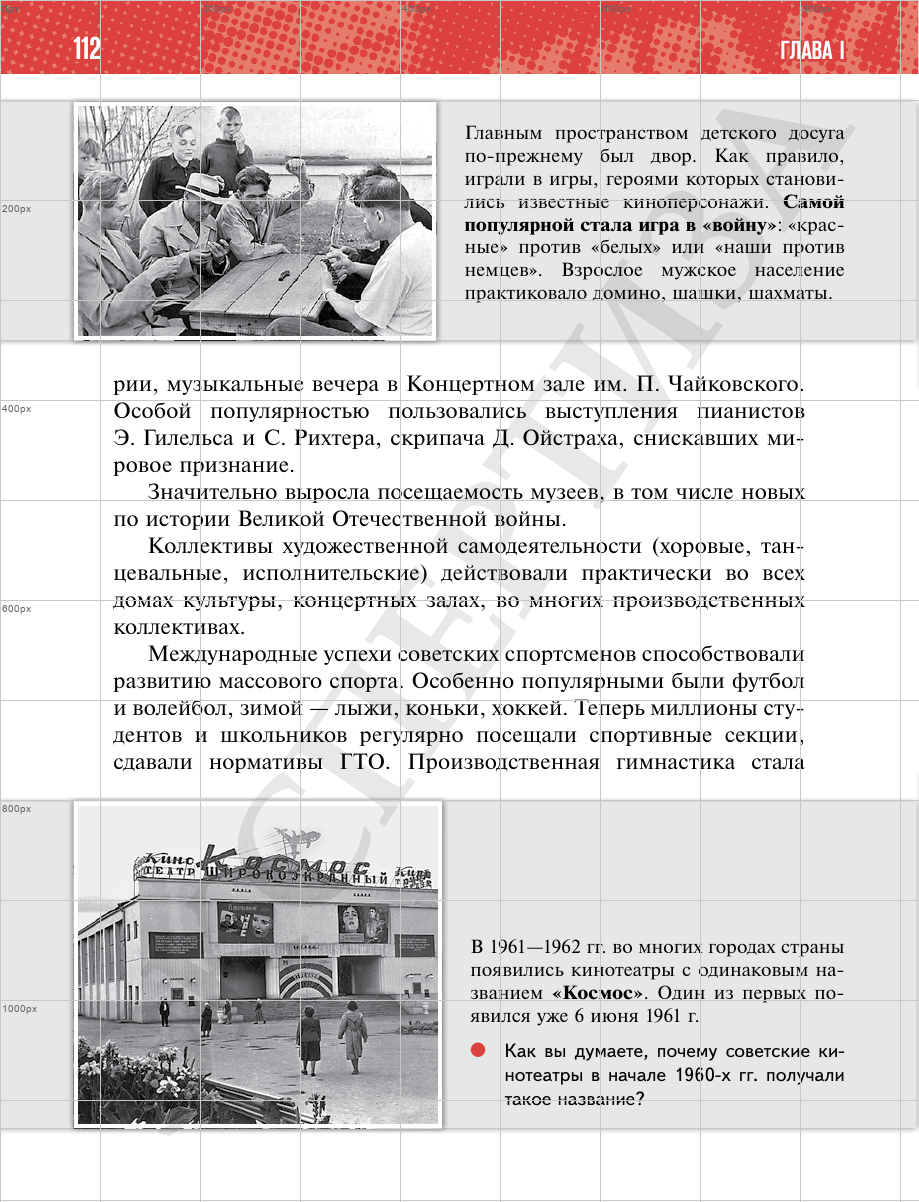 112
ГЛАВА I
Главным пространством детского досуга
по-прежнему был двор. Как правило,
играли в игры, героями которых станови-
лись известные киноперсонажи. Самой
популярной стала игра в «войну»: «крас-
ные» против «белых» или «наши против
немцев». Взрослое мужское население
практиковало домино, шашки, шахматы.
рии, музыкальные вечера в Концертном зале им. П. Чайковского.
Особой популярностью пользовались выступления пианистов
Э. Гилельса и С. Рихтера, скрипача Д. Ойстраха, снискавших ми-
ровое признание.
Значительно выросла посещаемость музеев, в том числе новых
по истории Великой Отечественной войны.
Коллективы художественной самодеятельности (хоровые, тан-
цевальные, исполнительские) действовали практически во всех
домах культуры, концертных залах, во многих производственных
коллективах.
Международные успехи советских спортсменов способствовали
развитию массового спорта. Особенно популярными были футбол
и волейбол, зимой — лыжи, коньки, хоккей. Теперь миллионы сту-
дентов и школьников регулярно посещали спортивные секции,
сдавали нормативы ГТО. Производственная гимнастика стала
Кино Космос Кино
ТЕАТР ШИРОКОЭКРАННЫЙ ТЕАТР
В 1961—1962 гг. во многих городах страны
появились кинотеатры с одинаковым на-
званием «Космос». Один из первых по-
явился уже 6 июня 1961 г.
Как вы думаете, почему советские ки-
нотеатры в начале 1960-х гг. получали
такое название?
200px
400px
600px
800px
1000px
ЭКСПЕРТИЗА